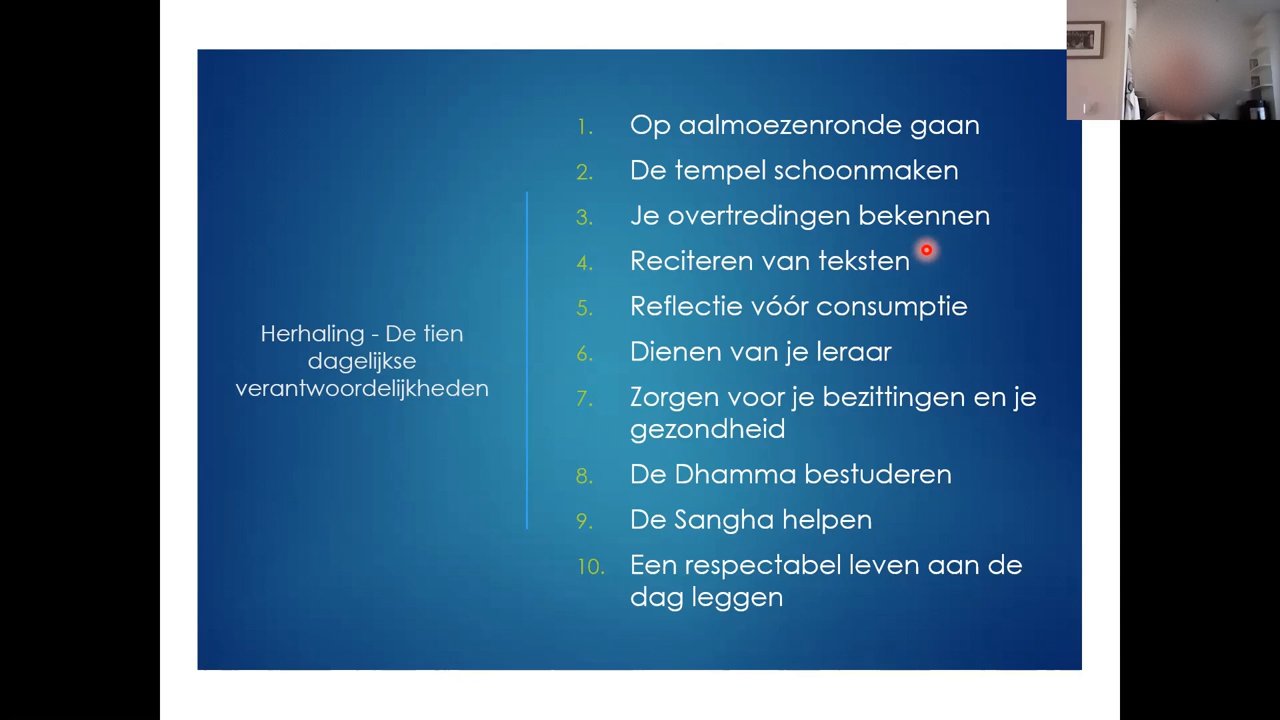 Herhaling - De tien
dagelijkse
verantwoordelijkheden
1. Op aalmoezenronde gaan
2. De tempel schoonmaken
3. Je overtredingen bekennen
4. Reciteren van teksten
5. Reflectie vóór consumptie
6. Dienen van je leraar
7. Zorgen voor je bezittingen en je
gezondheid
8. De Dhamma bestuderen
9. De Sangha helpen
10. Een respectabel leven aan de
dag leggen